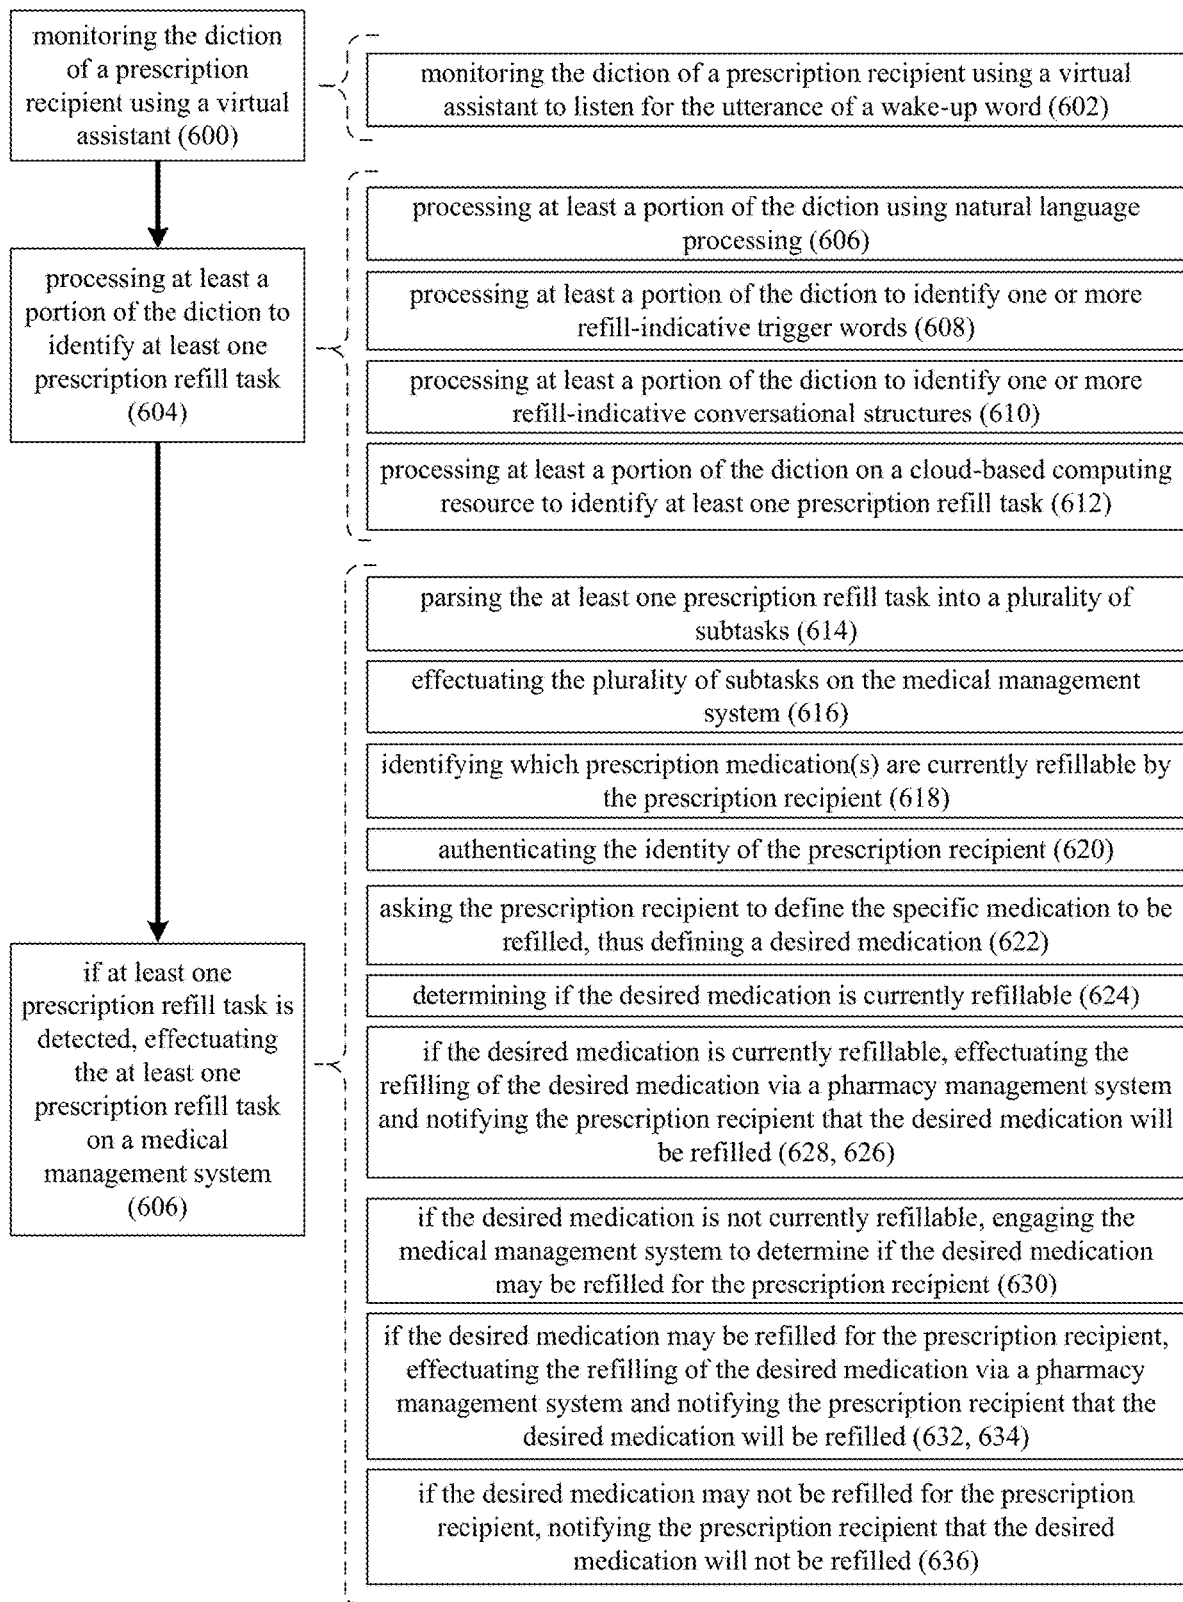 monitoring the diction
of a prescription
recipient using a virtual
assistant (600)
monitoring the diction of a prescription recipient using a virtual
assistant to listen for the utterance of a wake-up word (602)
processing at least a
portion of the diction to
identify at least one
prescription refill task
(604)
processing at least a portion of the diction using natural language
processing (606)
processing at least a portion of the diction to identify one or more
refill-indicative trigger words (608)
processing at least a portion of the diction to identify one or more
refill-indicative conversational structures (610)
processing at least a portion of the diction on a cloud-based computing
resource to identify at least one prescription refill task (612)
if at least one
prescription refill task is
detected, effectuating
the at least one
prescription refill task
on a medical
management system
(606)
parsing the at least one prescription refill task into a plurality of
subtasks (614)
effectuating the plurality of subtasks on the medical management
system (616)
identifying which prescription medication(s) are currently refillable by
the prescription recipient (618)
authenticating the identity of the prescription recipient (620)
asking the prescription recipient to define the specific medication to be
refilled, thus defining a desired medication (622)
determining if the desired medication is currently refillable (624)
if the desired medication is currently refillable, effectuating the
refilling of the desired medication via a pharmacy management system
and notifying the prescription recipient that the desired medication will
be refilled (628, 626)
if the desired medication is not currently refillable, engaging the
medical management system to determine if the desired medication
may be refilled for the prescription recipient (630)
if the desired medication may be refilled for the prescription recipient,
effectuating the refilling of the desired medication via a pharmacy
management system and notifying the prescription recipient that the
desired medication will be refilled (632, 634)
if the desired medication may not be refilled for the prescription
recipient, notifying the prescription recipient that the desired
medication will not be refilled (636)